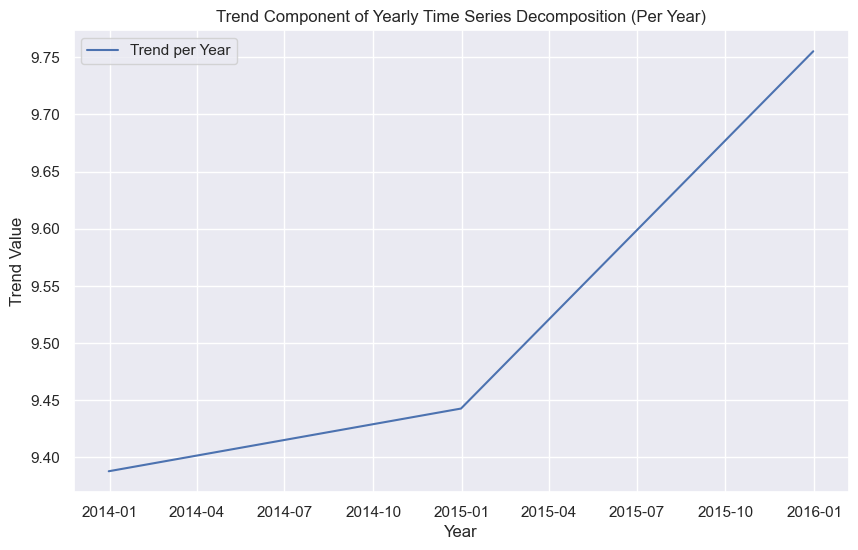 Trend Component of Yearly Time Series Decomposition (Per Year)
Trend per Year
9.75
9.70
9.65
9.60
9.55
9.50
9.45
9.40
Trend Value
2014-01 2014-04 2014-07 2014-10 2015-01 2015-04 2015-07 2015-10 2016-01
Year